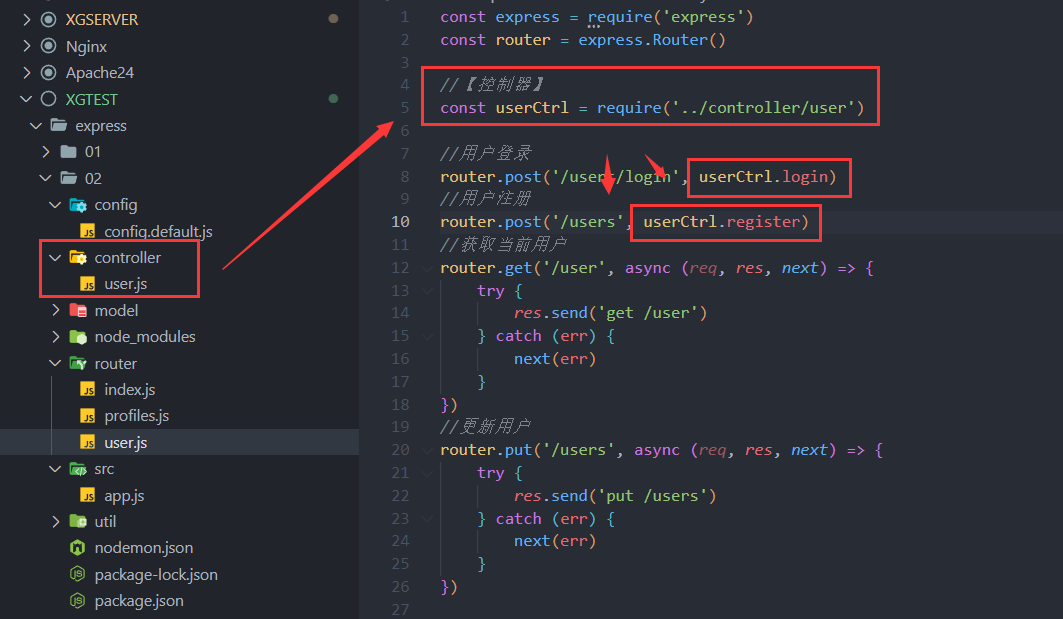 XGSERVER
Nginx
Apache24
XGTEST
express
01
02
config
config.default.js
controller
user.js
model
node_modules
router
index.js
profiles.js
user.js
src
app.js
util
nodemon.json
package-lock.json
package.json
1 const express = require('express')
2 const router = express.Router()
3
4 //【控制器】
5 const userCtrl = require('../controller/user')
6
7 //用户登录
8 router.post('/users/login', userCtrl.login)
9 //用户注册
10 router.post('/users', userCtrl.register)
11 //获取当前用户
12 router.get('/user', async (req, res, next) => {
13 try {
14 res.send('get /user')
15 } catch (err) {
16 next(err)
17 }
18 })
19 //更新用户
20 router.put('/users', async (req, res, next) => {
21 try {
22 res.send('put /users')
23 } catch (err) {
24 next(err)
25 }
26 })
27